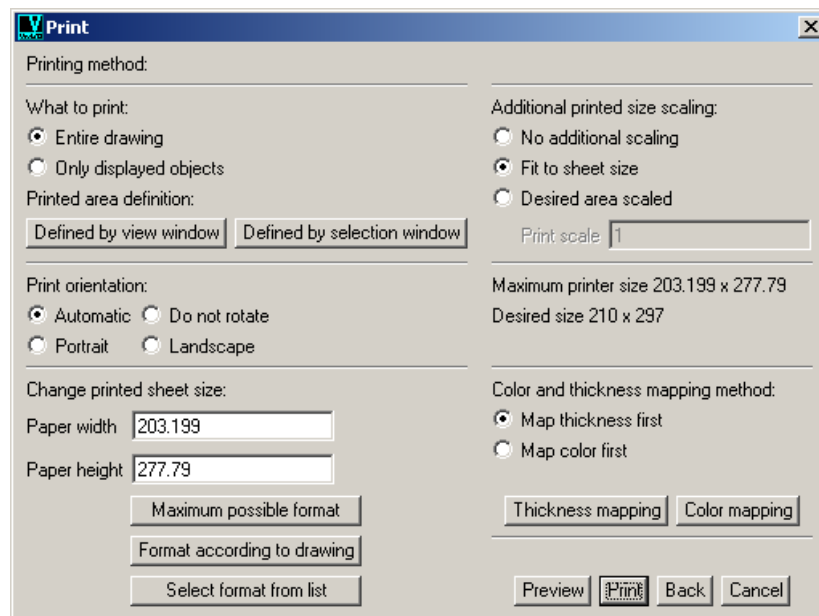 Print
Printing method:
What to print:
Entire drawing
Only displayed objects
Printed area definition:
Defined by view window Defined by selection window
Additional printed size scaling:
No additional scaling
Fit to sheet size
Desired area scaled
Print scale 1
Print orientation:
Automatic Do not rotate
Portrait Landscape
Maximum printer size 203.199 x 277.79
Desired size 210 x 297
Change printed sheet size:
Paper width 203.199
Paper height 277.79
Maximum possible format
Format according to drawing
Select format from list
Color and thickness mapping method:
Map thickness first
Map color first
Thickness mapping Color mapping
Preview Print Back Cancel